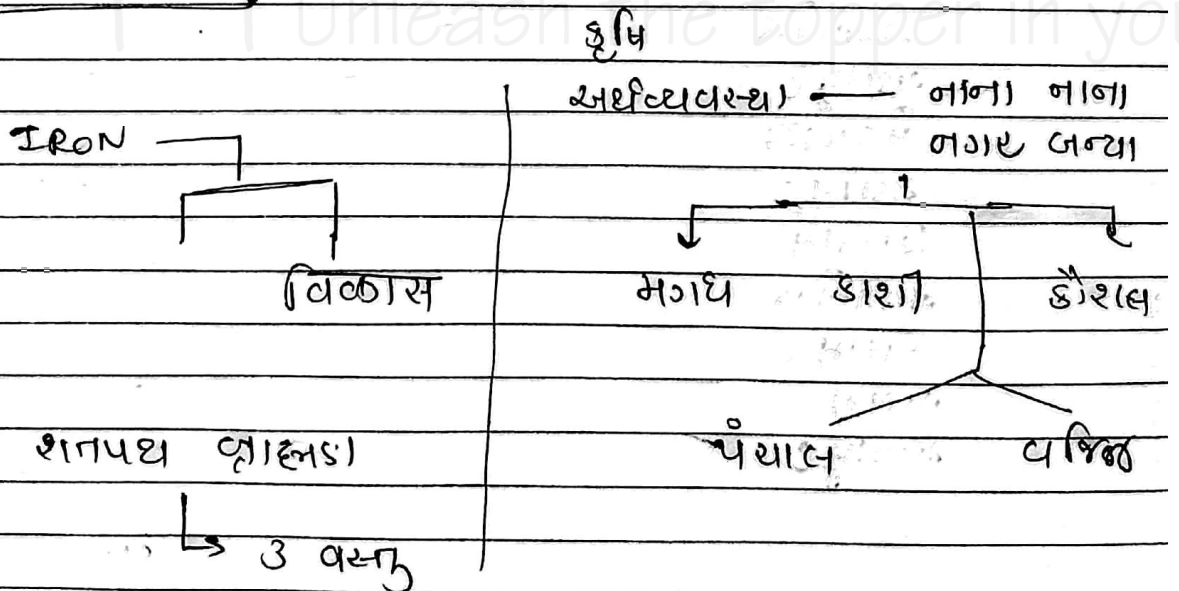 Unleash the topper in you
કૃષિ
અર્થવ્યવસ્થા — નાના નાના
નગર બન્યા
IRON
વિકાસ
મગધ કાશી કૌશલ
શતપથ બ્રાહ્મણ
પંચાલ વજ્જિ
↳ 3 વસ્તુ